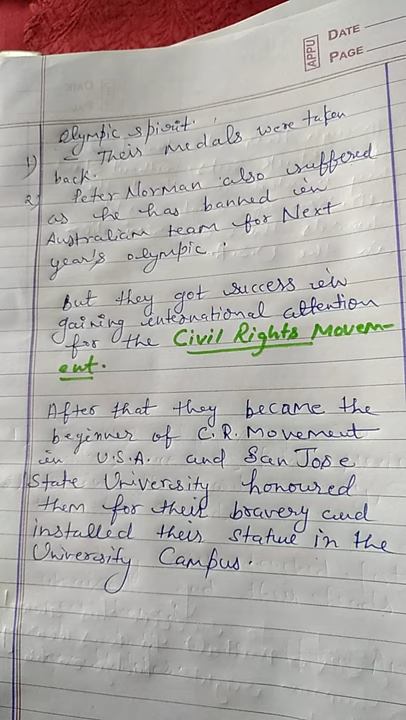 APPU
DATE
PAGE
Olympic spirit.
1) - Their medals were taken
back.
2) Peter Norman also suffered
as he has banned in
Australian team for Next
year's olympic.
But they got success in
gaining international attention
for the Civil Rights Movem-
ent.
After that they became the
beginner of C.R. Movement
in U.S.A. and San Jose
State University honoured
them for their bravery and
installed their statue in the
University Campus.